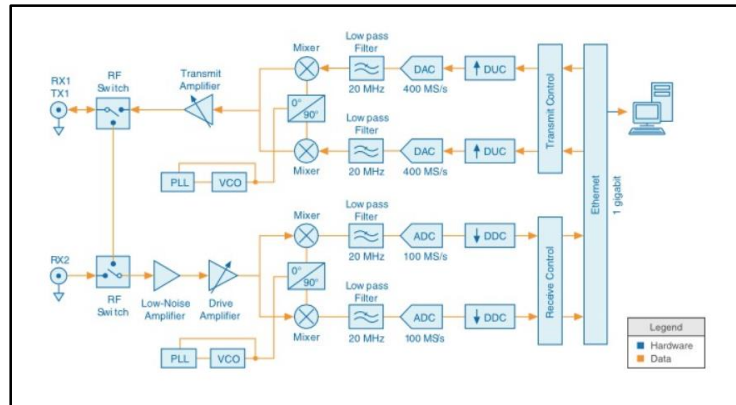 RX1
TX1
RF
Switch
Transmit
Amplifier
Mixer
Low pass
Filter
20 MHz
DAC
400 MS/s
DUC
0°
90°
Mixer
Low pass
Filter
20 MHz
DAC
400 MS/s
DUC
Transmit Control
PLL
VCO
Ethernet
1 gigabit
RX2
RF
Switch
Low-Noise
Amplifier
Drive
Amplifier
Mixer
Low pass
Filter
20 MHz
ADC
100 MS/s
DDC
0°
90°
Mixer
Low pass
Filter
20 MHz
ADC
100 MS/s
DDC
Receive Control
PLL
VCO
Legend
Hardware
Data